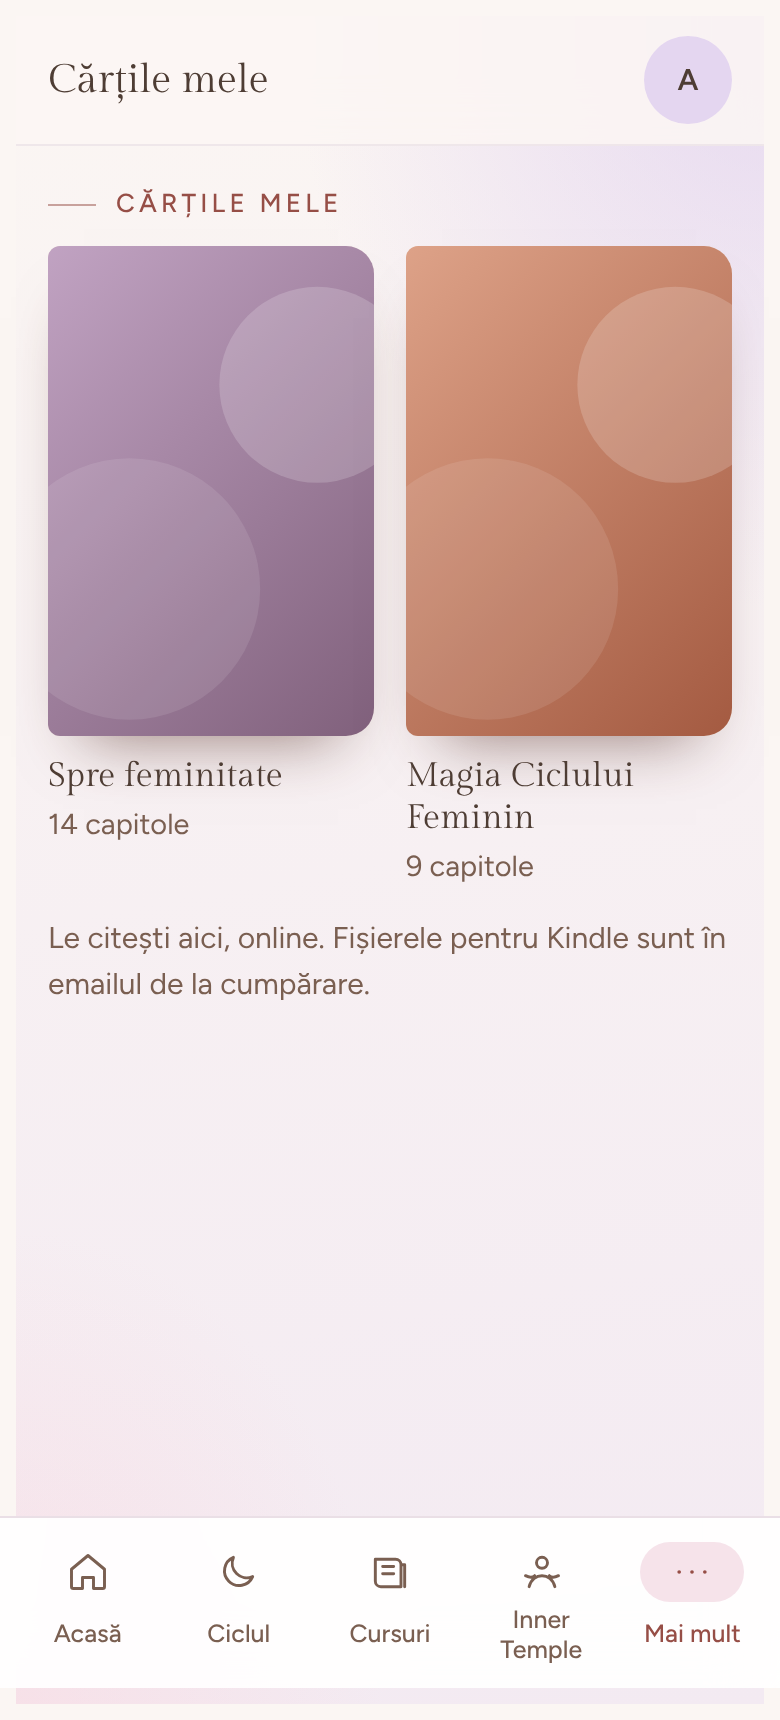 Cărțile mele
A
CĂRȚILE MELE
Spre feminitate
14 capitole
Magia Ciclului
Feminin
9 capitole
Le citești aici, online. Fișierele pentru Kindle sunt în
emailul de la cumpărare.
Acasă
Ciclul
Cursuri
Inner
Temple
Mai mult